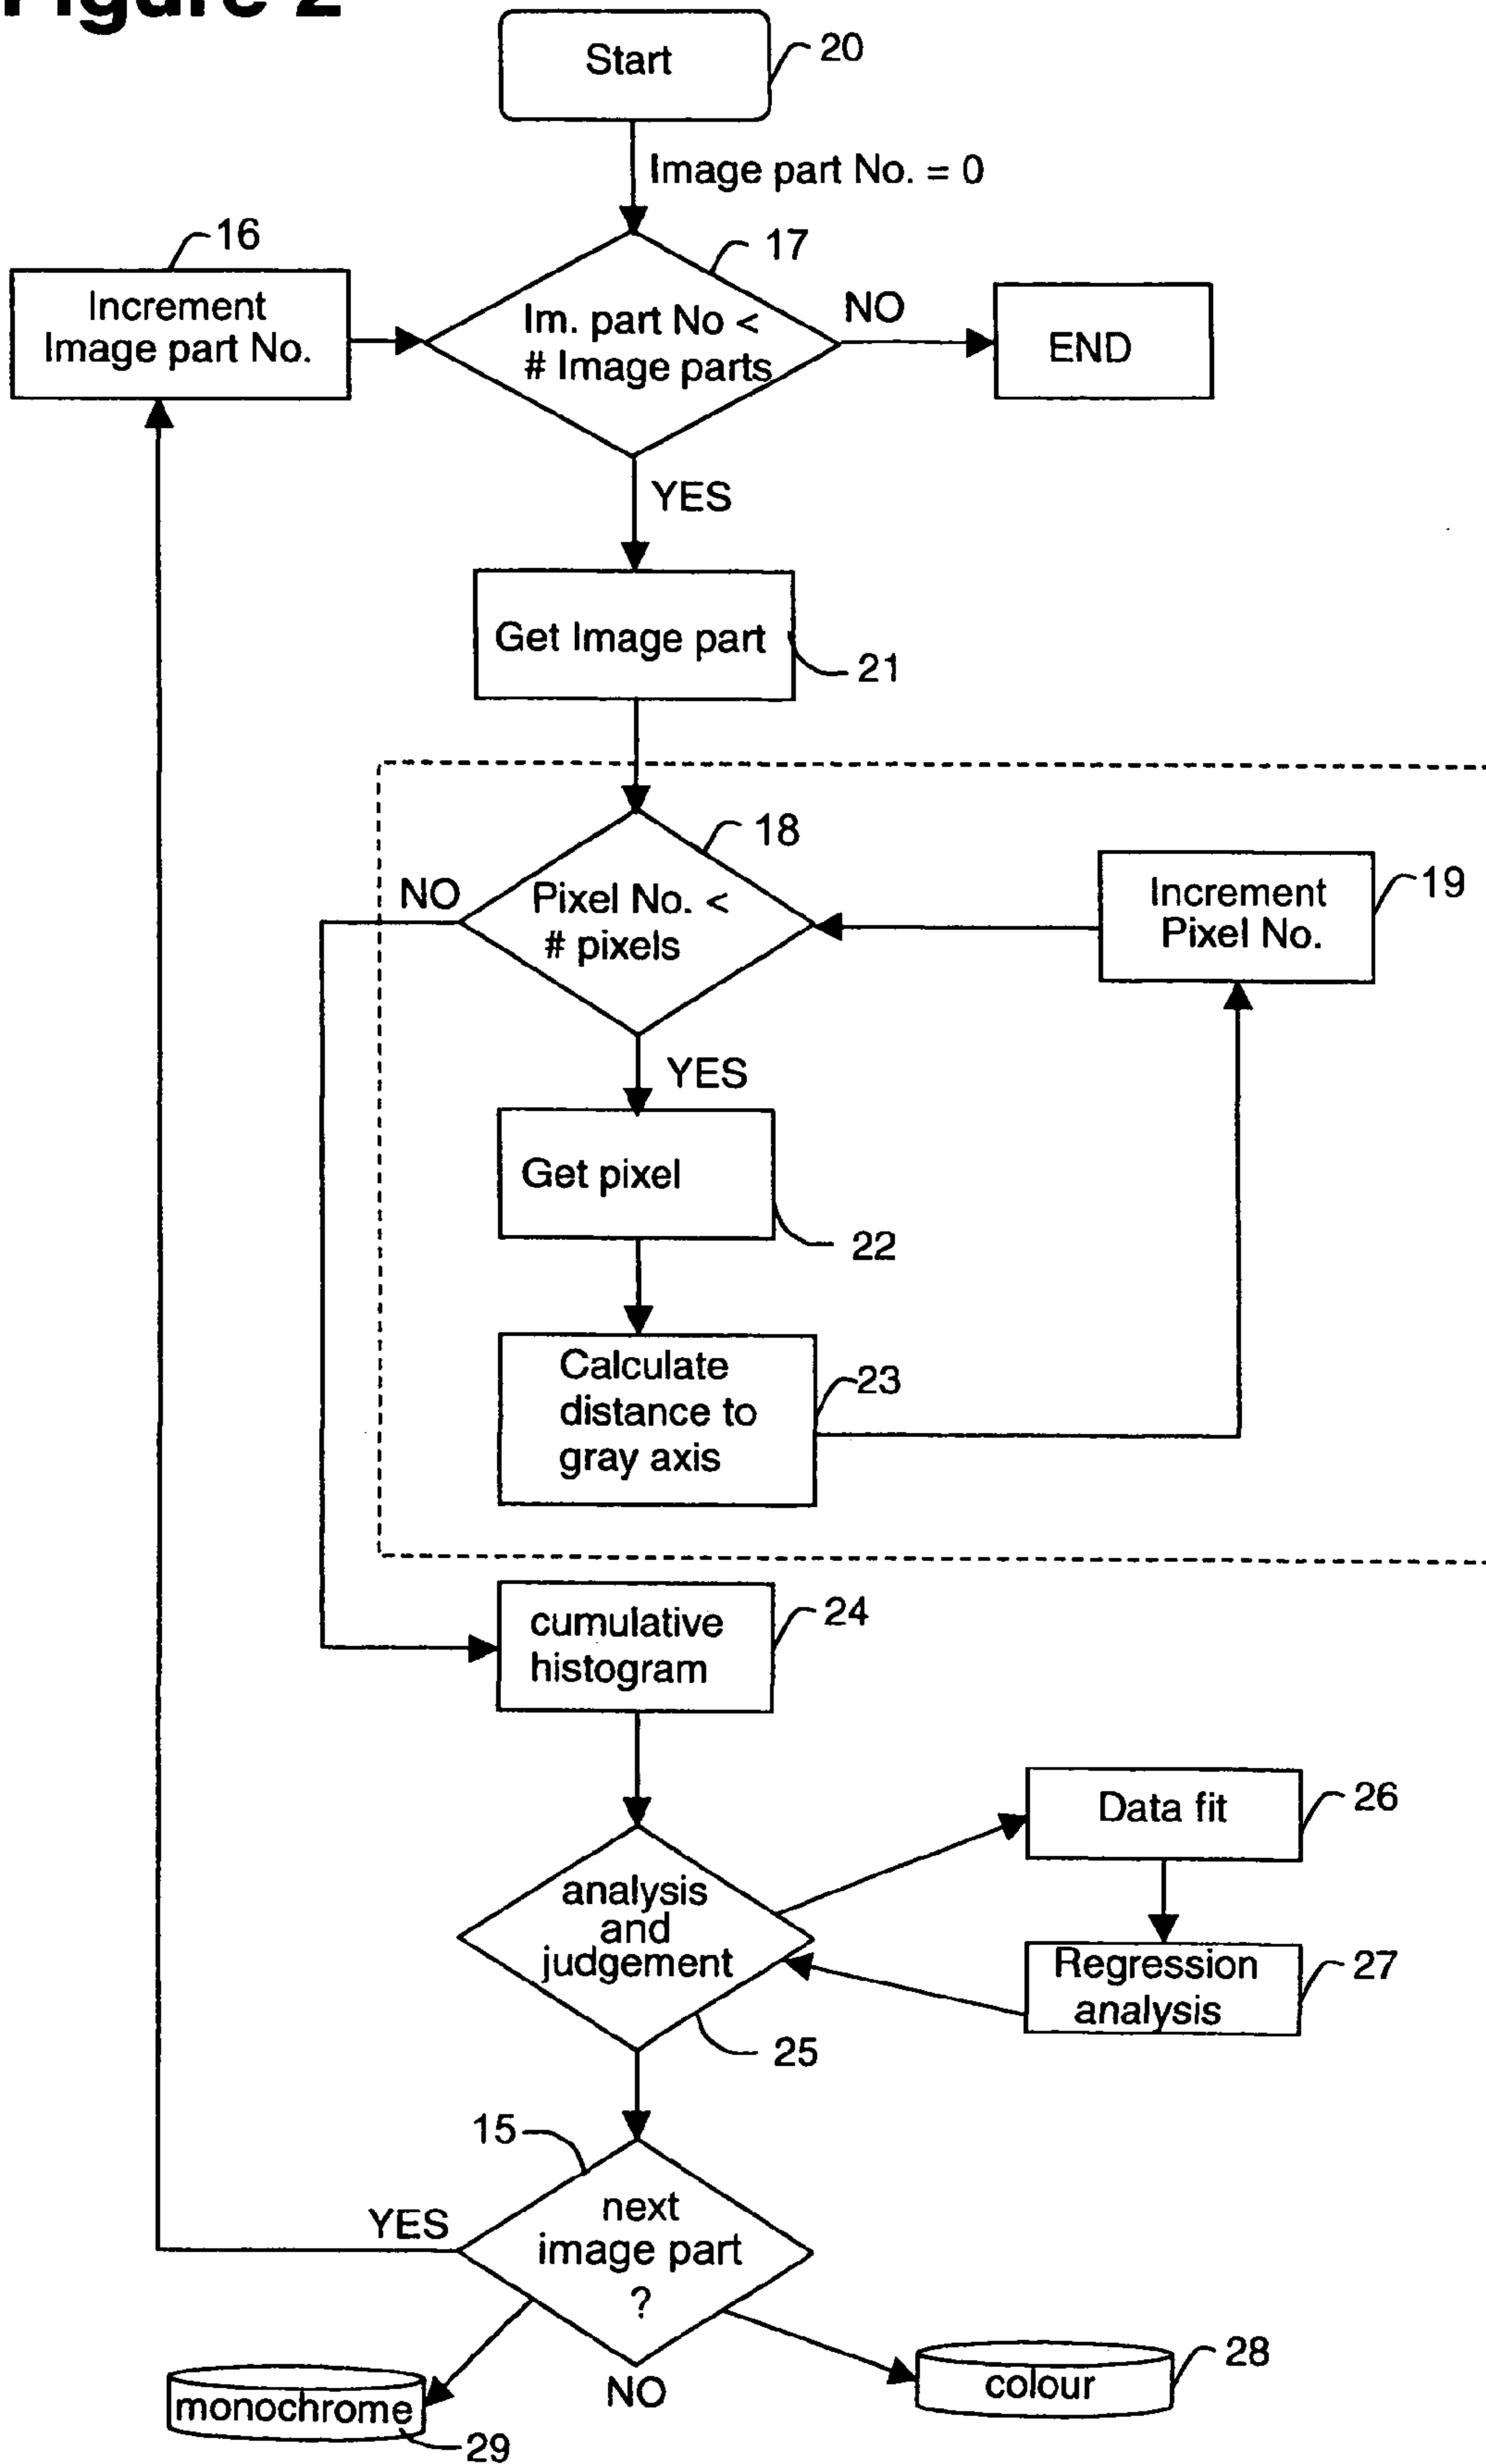 Figure 2
Start
20
Image part No. = 0
16
Increment
Image part No.
17
Im. part No <
# Image parts
NO
END
YES
Get Image part
21
18
NO
Pixel No. <
# pixels
Increment
Pixel No.
19
YES
Get pixel
22
Calculate
distance to
gray axis
23
cumulative
histogram
24
analysis
and
judgement
25
Data fit
26
Regression
analysis
27
15
YES
next
image part
?
NO
monochrome
29
colour
28